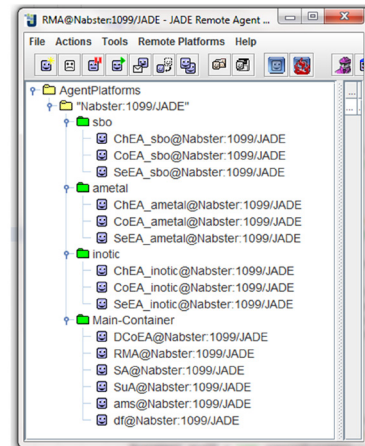 RMA@Nabster:1099/JADE - JADE Remote Agent ...
File Actions Tools Remote Platforms Help
AgentPlatforms
"Nabster:1099/JADE"
sbo
ChEA_sbo@Nabster:1099/JADE
CoEA_sbo@Nabster:1099/JADE
SeEA_sbo@Nabster:1099/JADE
ametal
ChEA_ametal@Nabster:1099/JADE
CoEA_ametal@Nabster:1099/JADE
SeEA_ametal@Nabster:1099/JADE
inotic
ChEA_inotic@Nabster:1099/JADE
CoEA_inotic@Nabster:1099/JADE
SeEA_inotic@Nabster:1099/JADE
Main-Container
DCoEA@Nabster:1099/JADE
RMA@Nabster:1099/JADE
SA@Nabster:1099/JADE
SuA@Nabster:1099/JADE
ams@Nabster:1099/JADE
df@Nabster:1099/JADE